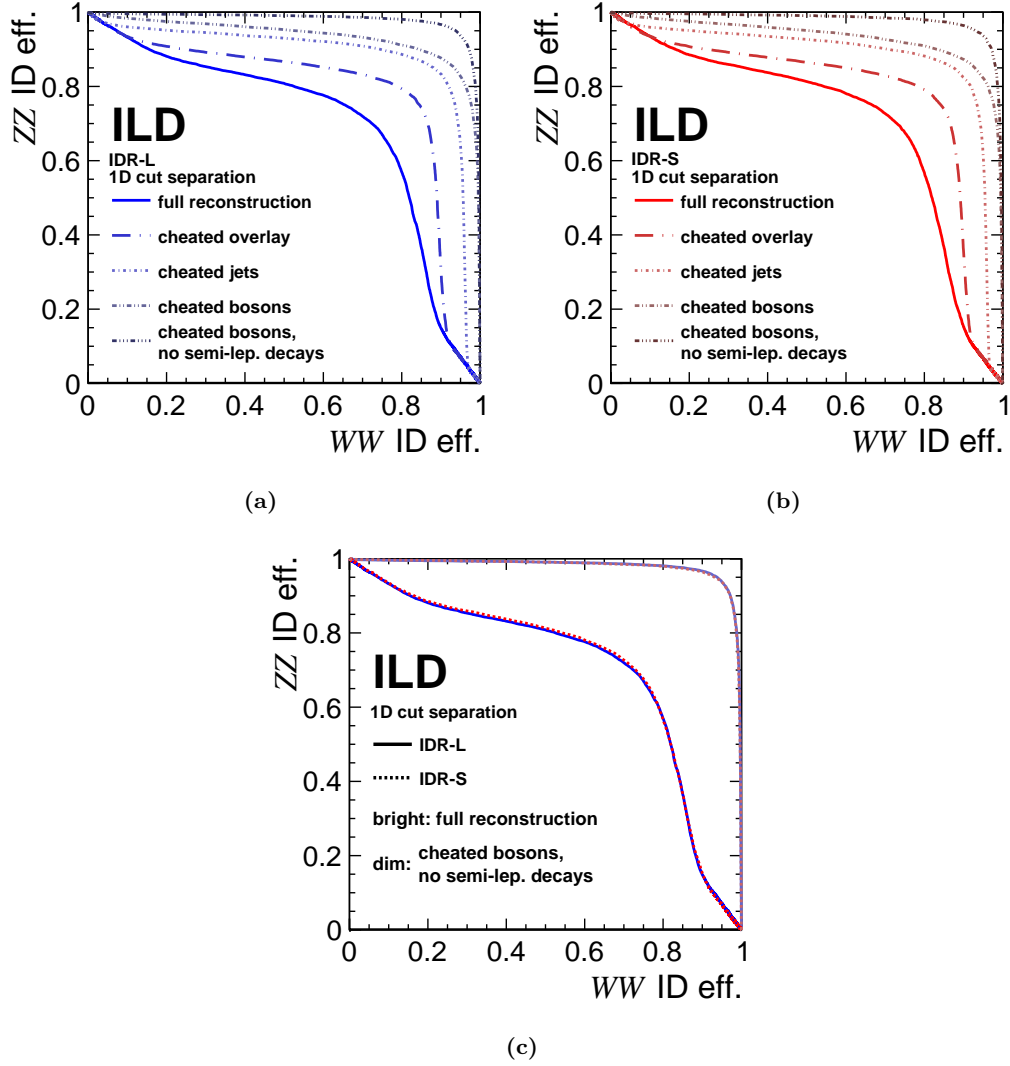 1
0.8
0.6
0.4
0.2
0
ZZ ID eff.
ILD
IDR-L
1D cut separation
full reconstruction
cheated overlay
cheated jets
cheated bosons
cheated bosons,
no semi-lep. decays
0 0.2 0.4 0.6 0.8 1
WW ID eff.
(a)
1
0.8
0.6
0.4
0.2
0
ZZ ID eff.
ILD
IDR-S
1D cut separation
full reconstruction
cheated overlay
cheated jets
cheated bosons
cheated bosons,
no semi-lep. decays
0 0.2 0.4 0.6 0.8 1
WW ID eff.
(b)
1
0.8
0.6
0.4
0.2
0
ZZ ID eff.
ILD
1D cut separation
IDR-L
IDR-S
bright: full reconstruction
dim: cheated bosons,
no semi-lep. decays
0 0.2 0.4 0.6 0.8 1
WW ID eff.
(c)